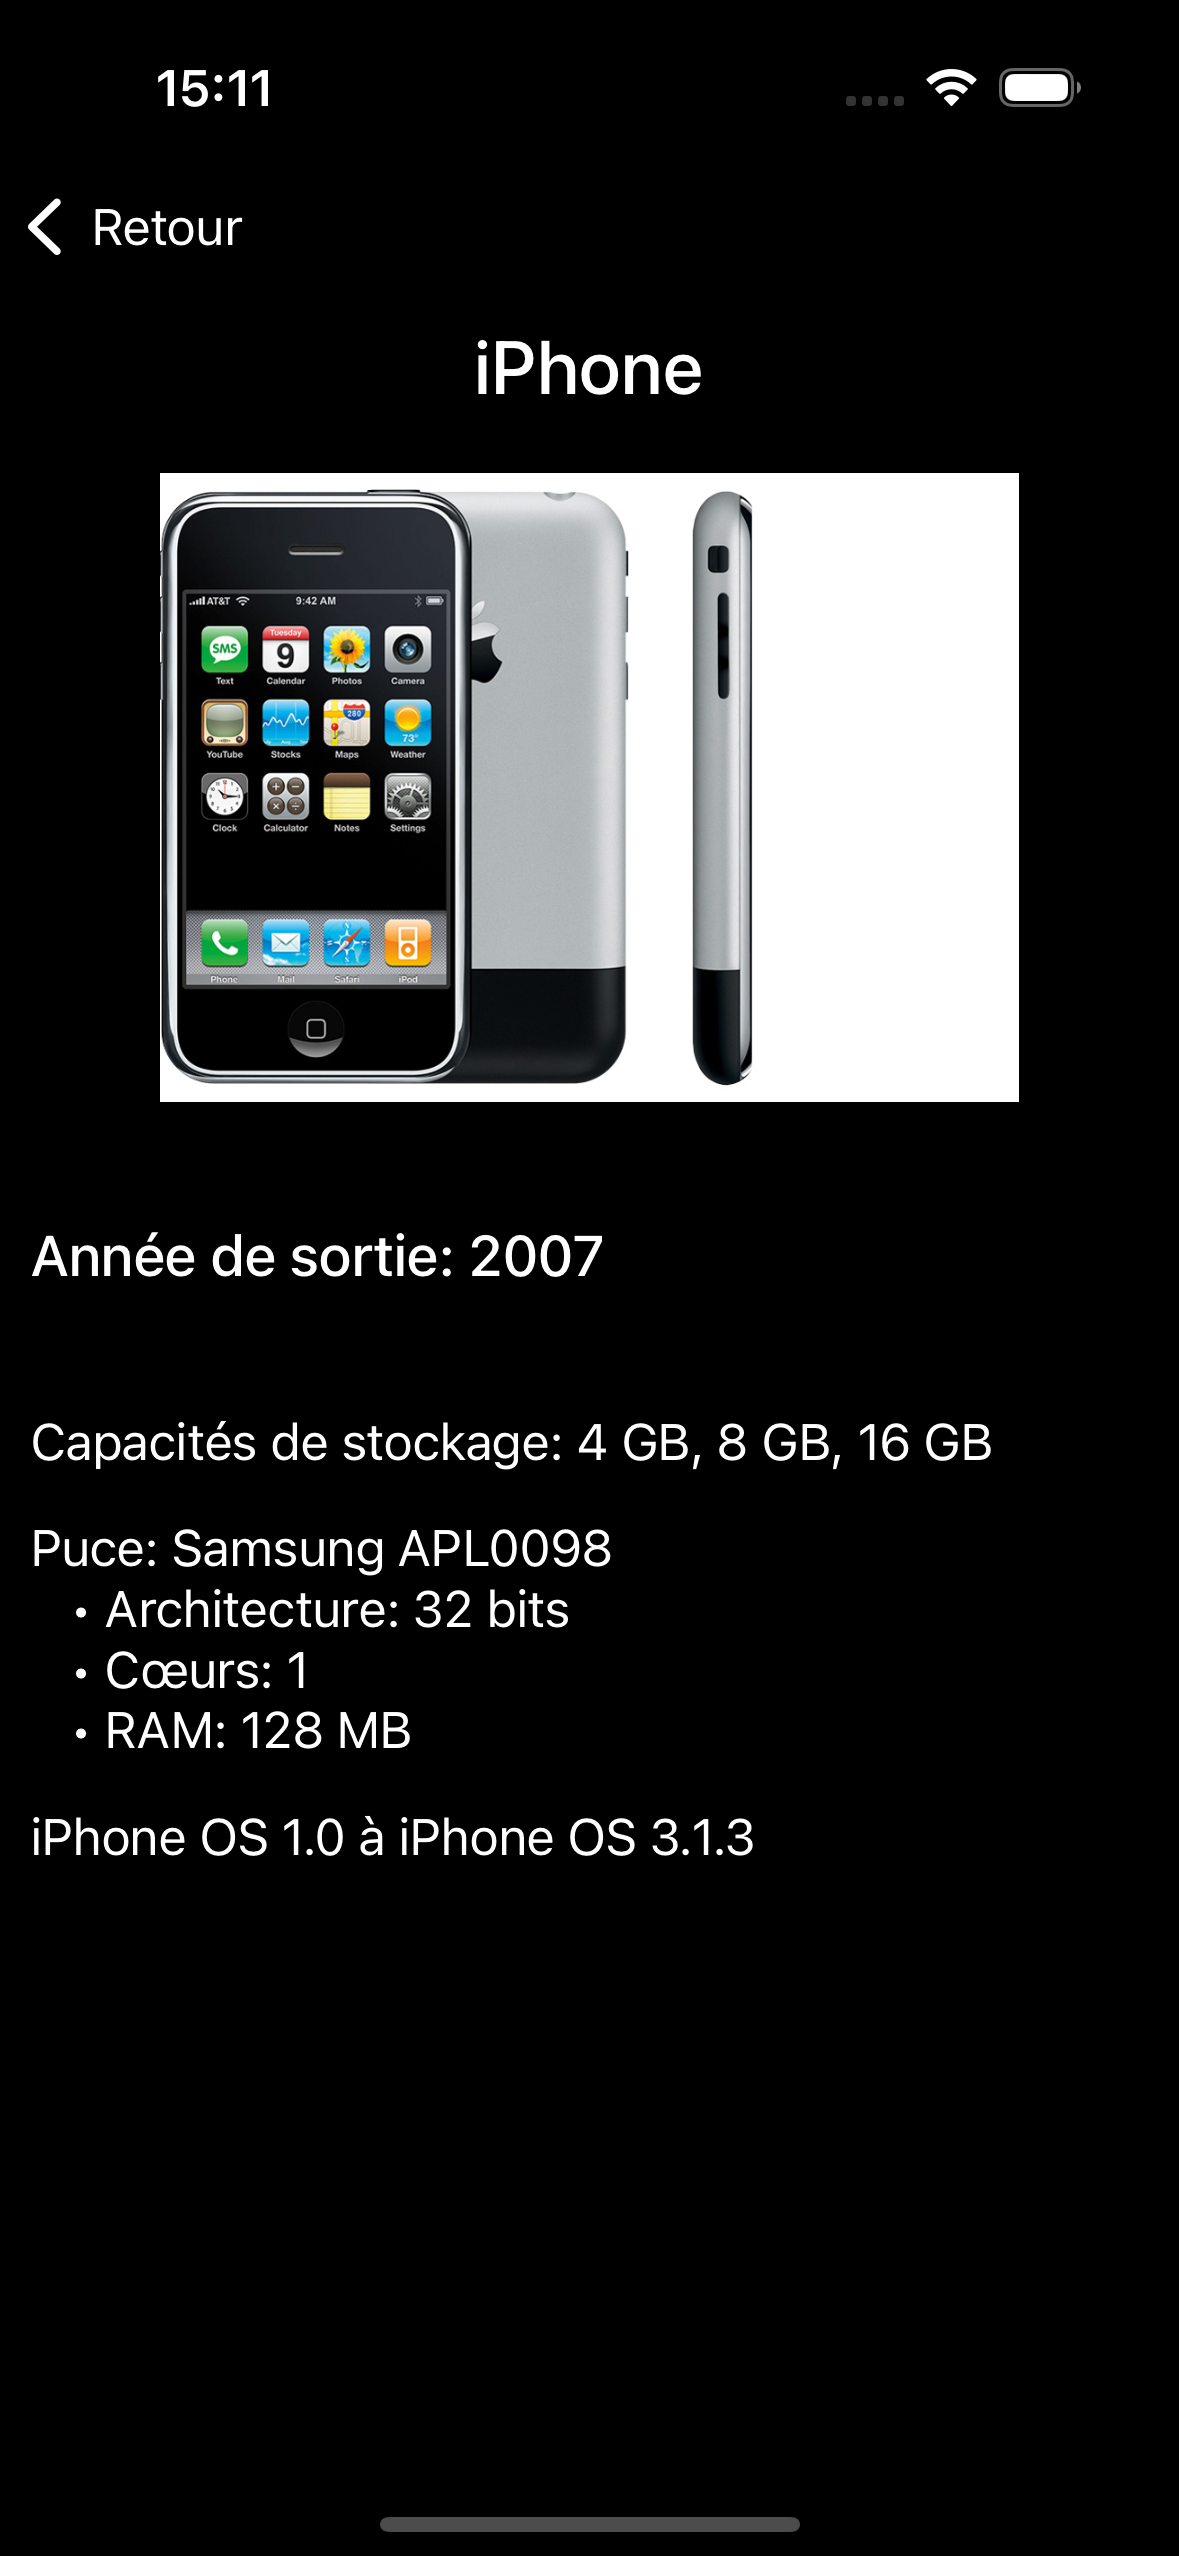 15:11
Retour
iPhone
AT&T 9:42 AM
SMS Tuesday 9
Text Calendar Photos Camera
280 73°
YouTube Stocks Maps Weather
Clock Calculator Notes Settings
Phone Mail Safari iPod
Année de sortie: 2007
Capacités de stockage: 4 GB, 8 GB, 16 GB
Puce: Samsung APL0098
• Architecture: 32 bits
• Cœurs: 1
• RAM: 128 MB
iPhone OS 1.0 à iPhone OS 3.1.3